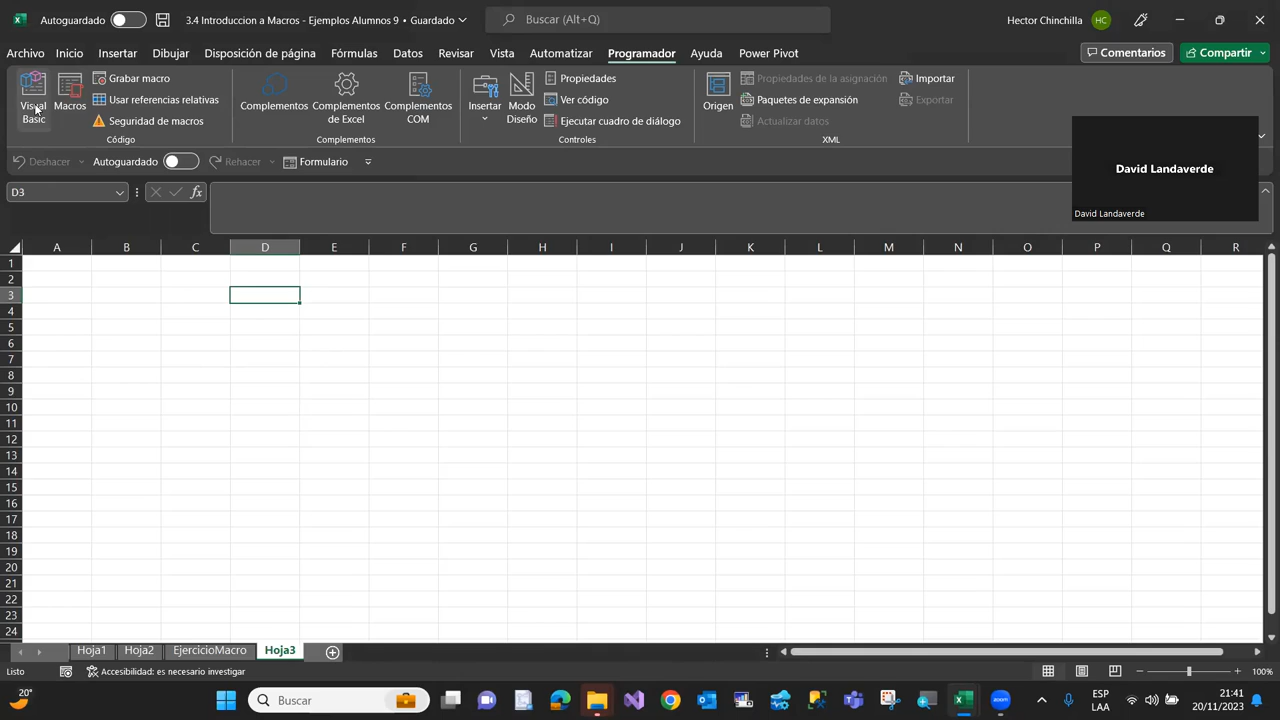 Autoguardado 3.4 Introduccion a Macros - Ejemplos Alumnos 9 • Guardado Buscar (Alt+Q) Hector Chinchilla HC
Archivo Inicio Insertar Dibujar Disposición de página Fórmulas Datos Revisar Vista Automatizar Programador Ayuda Power Pivot Comentarios Compartir
Visual Basic
Macros
Grabar macro
Usar referencias relativas
Seguridad de macros
Código
Complementos
Complementos de Excel
Complementos COM
Complementos
Insertar
Modo Diseño
Propiedades
Ver código
Ejecutar cuadro de diálogo
Controles
Origen
Propiedades de la asignación
Paquetes de expansión
Actualizar datos
Importar
Exportar
XML
David Landaverde
David Landaverde
Deshacer Autoguardado Rehacer Formulario
D3 fx
A B C D E F G H I J K L M N O P Q R
1
2
3
4
5
6
7
8
9
10
11
12
13
14
15
16
17
18
19
20
21
22
23
24
Hoja1 Hoja2 EjercicioMacro Hoja3
Listo Accesibilidad: es necesario investigar 100%
20° Buscar zoom ESP LAA 21:41 20/11/2023